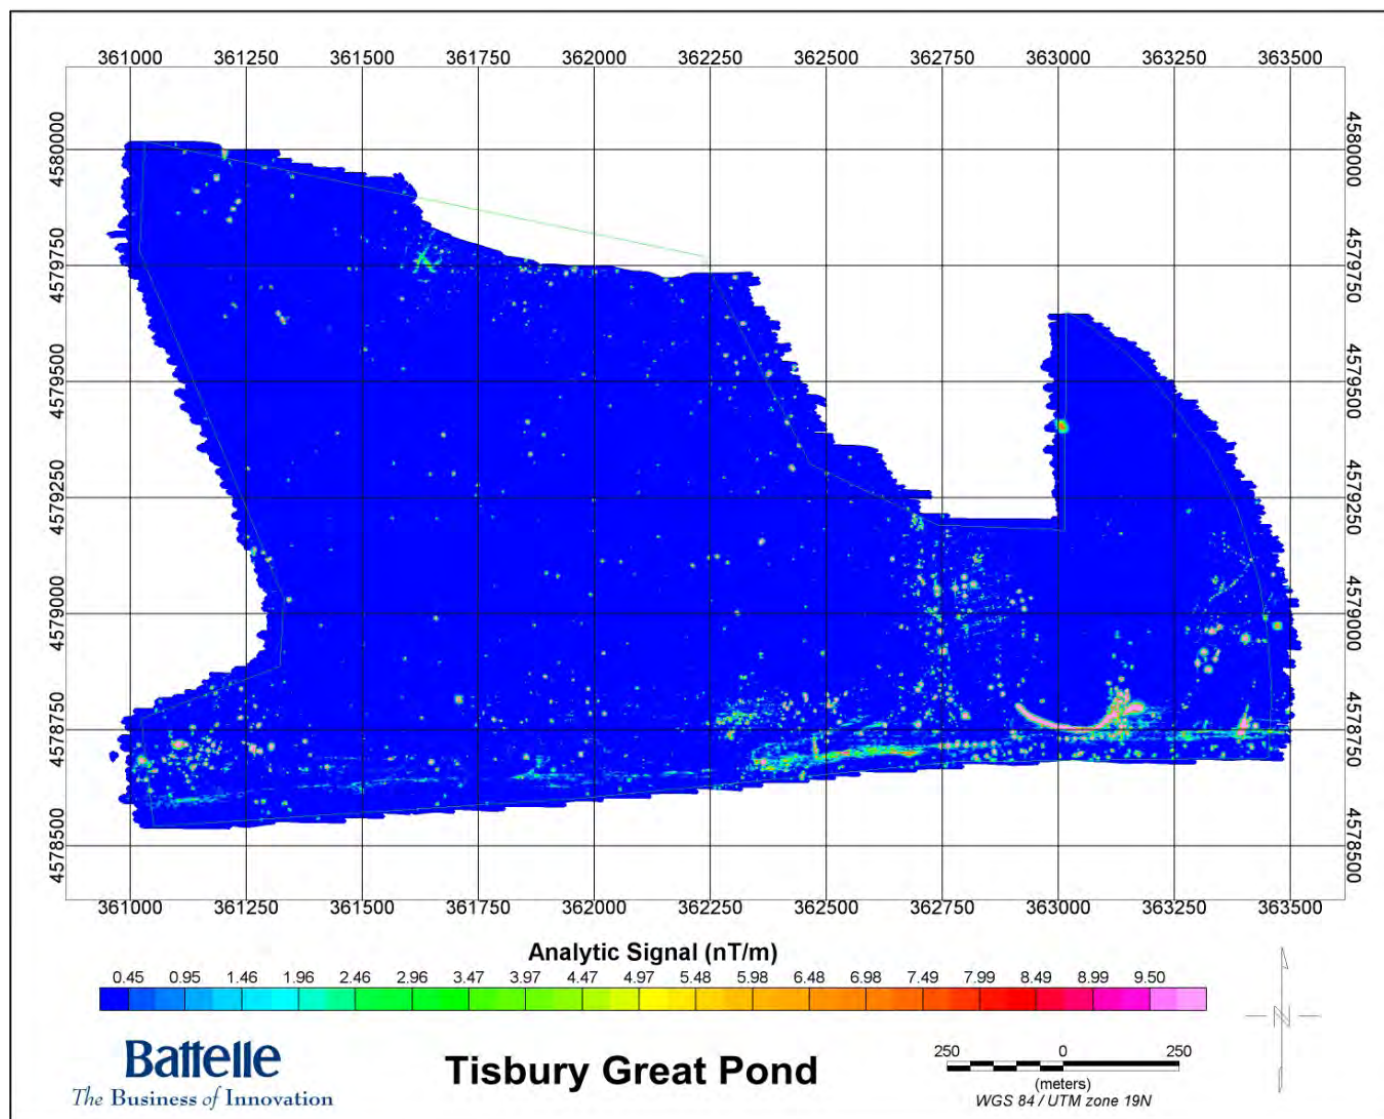 361000 361250 361500 361750 362000 362250 362500 362750 363000 363250 363500
4580000 4580000
4579750 4579750
4579500 4579500
4579250 4579250
4579000 4579000
4578750 4578750
4578500 4578500
361000 361250 361500 361750 362000 362250 362500 362750 363000 363250 363500
Analytic Signal (nT/m)
0.45 0.95 1.46 1.96 2.46 2.96 3.47 3.97 4.47 4.97 5.48 5.98 6.48 6.98 7.49 7.99 8.49 8.99 9.50
N
Battelle
The Business of Innovation
Tisbury Great Pond
250 0 250
(meters)
WGS 84 / UTM zone 19N